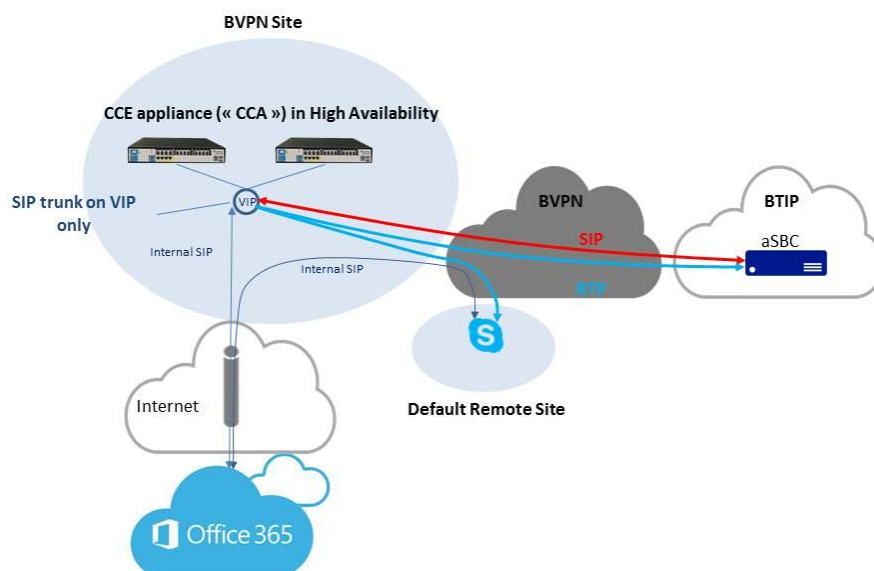 BVPN Site
CCE appliance (« CCA ») in High Availability
VIP
SIP trunk on VIP
only
Internal SIP
Internal SIP
BVPN
SIP
RTP
BTIP
aSBC
S
Default Remote Site
Internet
Office 365